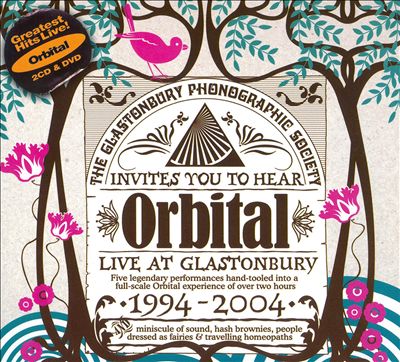 Greatest
Hits Live!
Orbital
2CD & DVD
THE GLASTONBURY PHONOGRAPHIC SOCIETY
INVITES YOU TO HEAR
Orbital
LIVE AT GLASTONBURY
Five legendary performances hand-tooled into a
full-scale Orbital experience of over two hours
·1994-2004·
miniscule of sound, hash brownies, people
dressed as fairies & travelling homeopaths